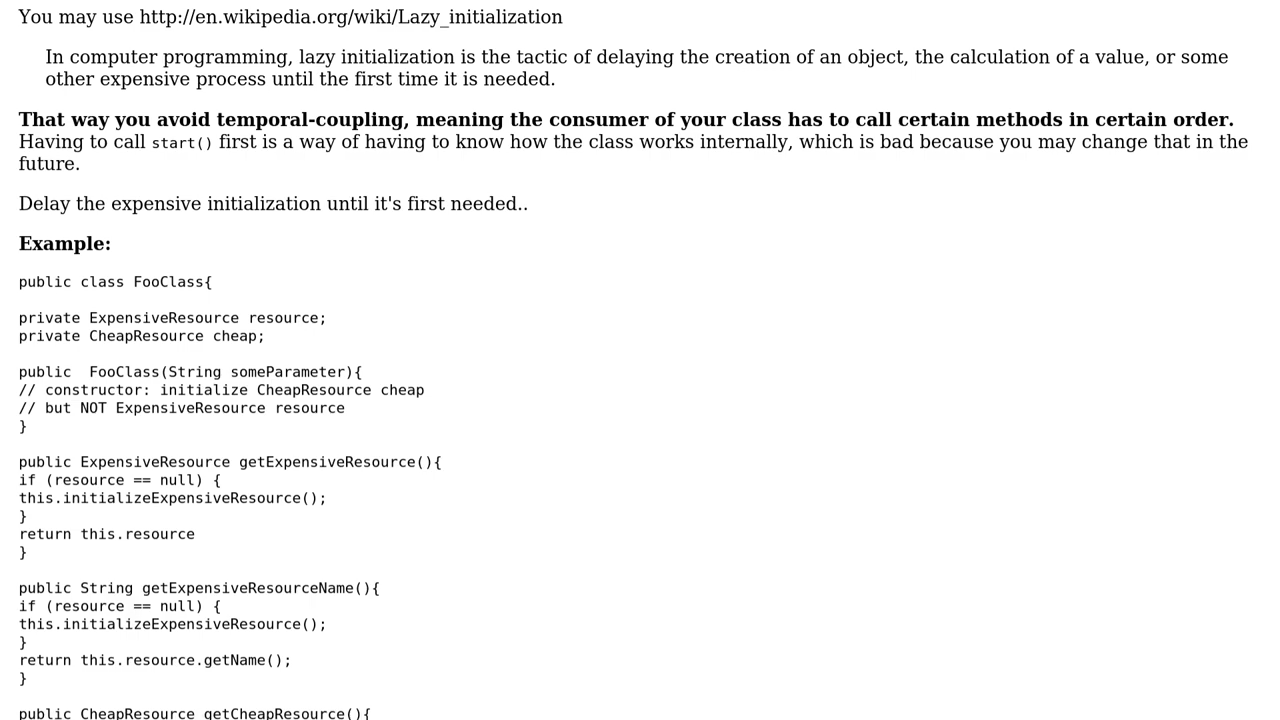 You may use http://en.wikipedia.org/wiki/Lazy_initialization
In computer programming, lazy initialization is the tactic of delaying the creation of an object, the calculation of a value, or some
other expensive process until the first time it is needed.
That way you avoid temporal-coupling, meaning the consumer of your class has to call certain methods in certain order.
Having to call start() first is a way of having to know how the class works internally, which is bad because you may change that in the
future.
Delay the expensive initialization until it's first needed..
Example:
public class FooClass{
private ExpensiveResource resource;
private CheapResource cheap;
public  FooClass(String someParameter){
// constructor: initialize CheapResource cheap
// but NOT ExpensiveResource resource
}
public ExpensiveResource getExpensiveResource(){
if (resource == null) {
this.initializeExpensiveResource();
}
return this.resource
}
public String getExpensiveResourceName(){
if (resource == null) {
this.initializeExpensiveResource();
}
return this.resource.getName();
}
public CheapResource getCheapResource(){